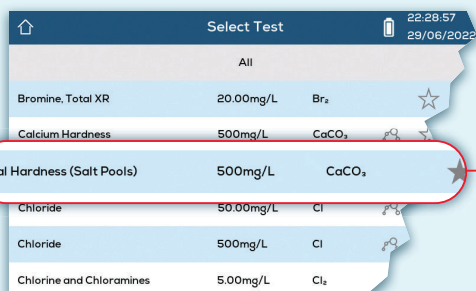 Select Test
22:28:57
29/06/2022
All
Bromine, Total XR 20.00mg/L Br₂
Calcium Hardness 500mg/L CaCO₃
al Hardness (Salt Pools) 500mg/L CaCO₃
Chloride 50.00mg/L Cl
Chloride 500mg/L Cl
Chlorine and Chloramines 5.00mg/L Cl₂